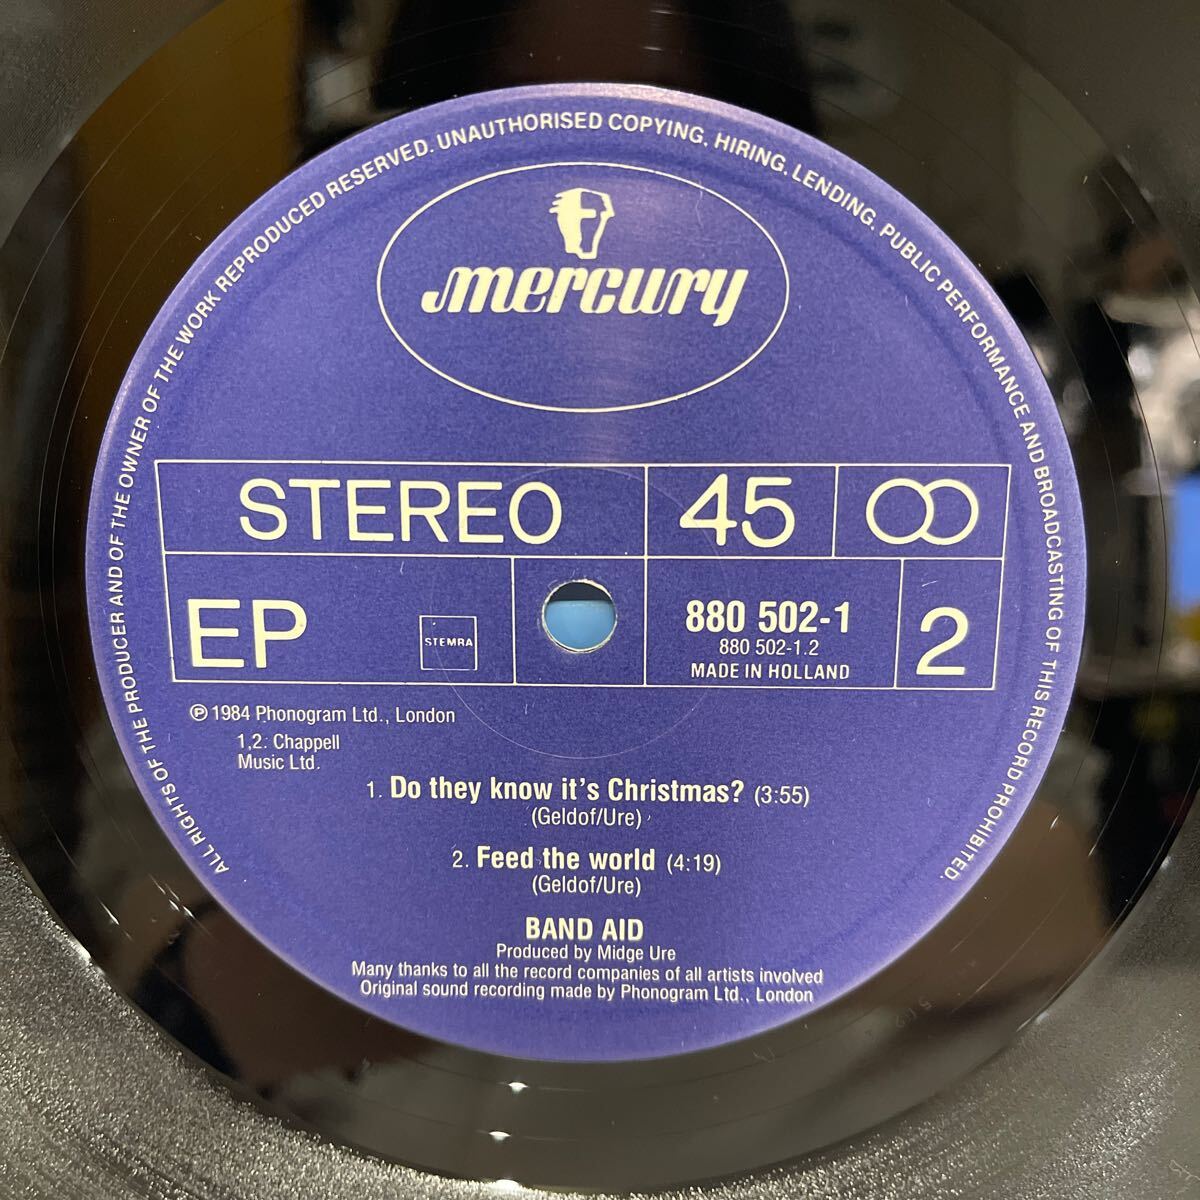 ALL RIGHTS OF THE PRODUCER AND OF THE OWNER OF THE WORK REPRODUCED RESERVED. UNAUTHORISED COPYING, HIRING, LENDING, PUBLIC PERFORMANCE AND BROADCASTING OF THIS RECORD PROHIBITED.
mercury
STEREO 45
EP STEMRA 880 502-1 2
880 502-1.2
MADE IN HOLLAND
℗ 1984 Phonogram Ltd., London
1,2: Chappell
Music Ltd.
1. Do they know it's Christmas? (3:55)
(Geldof/Ure)
2. Feed the world (4:19)
(Geldof/Ure)
BAND AID
Produced by Midge Ure
Many thanks to all the record companies of all artists involved
Original sound recording made by Phonogram Ltd., London